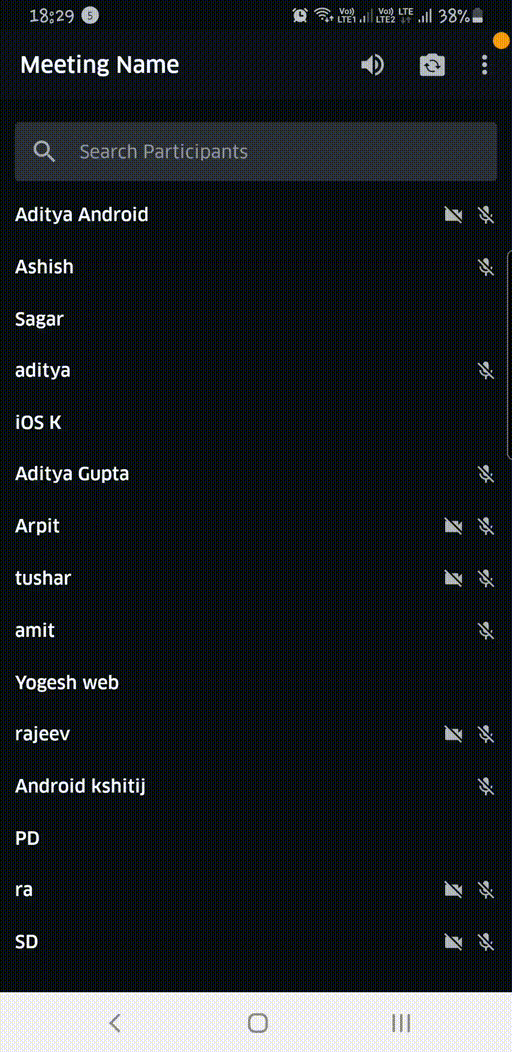 18:29 5 Vo) LTE1 Vo) LTE2 LTE 38%
Meeting Name
Search Participants
Aditya Android
Ashish
Sagar
aditya
iOS K
Aditya Gupta
Arpit
tushar
amit
Yogesh web
rajeev
Android kshitij
PD
ra
SD